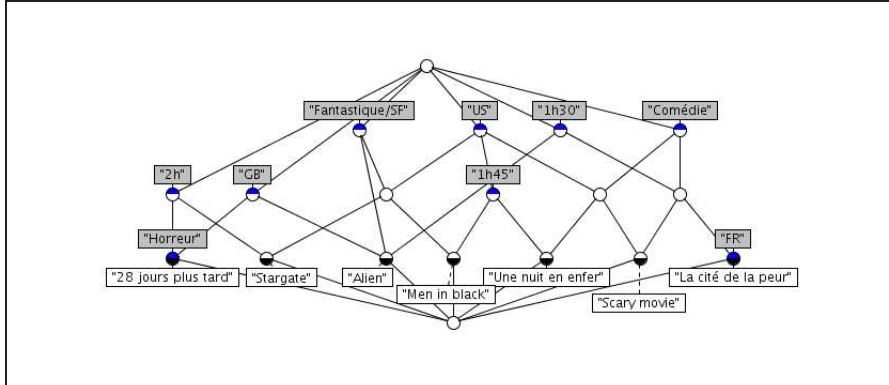 "Fantastique/SF"
"US"
"1h30"
"Comédie"
"2h"
"GB"
"1h45"
"Horreur"
"FR"
"28 jours plus tard"
"Stargate"
"Alien"
"Une nuit en enfer"
"La cité de la peur"
"Men in black"
"Scary movie"